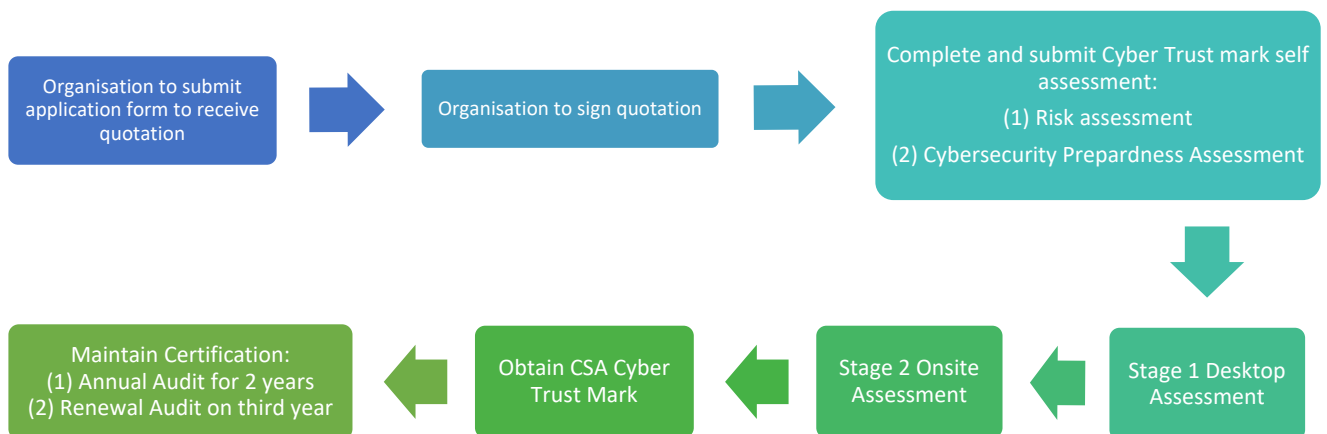 Organisation to submit
application form to receive
quotation
Organisation to sign quotation
Complete and submit Cyber Trust mark self
assessment:
(1) Risk assessment
(2) Cybersecurity Prepardness Assessment
Stage 1 Desktop
Assessment
Stage 2 Onsite
Assessment
Obtain CSA Cyber
Trust Mark
Maintain Certification:
(1) Annual Audit for 2 years
(2) Renewal Audit on third year